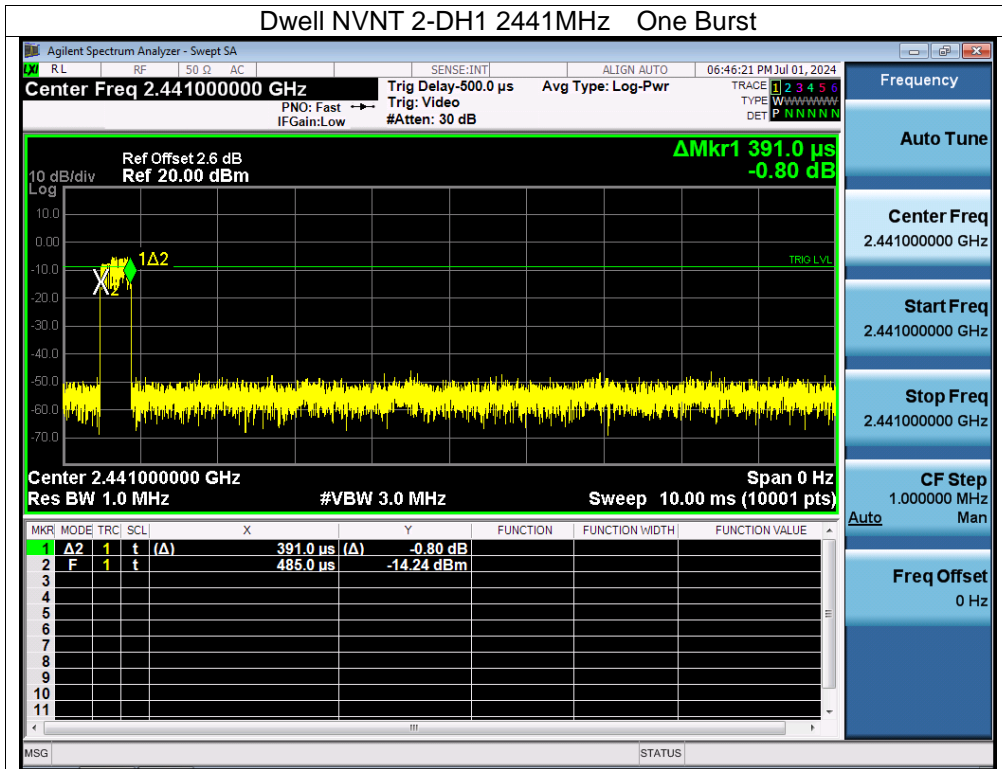 Dwell NVNT 2-DH1 2441MHz One Burst
Agilent Spectrum Analyzer - Swept SA
LXI RL RF 50 Ω AC SENSE:INT ALIGN AUTO 06:46:21 PM Jul 01, 2024
Center Freq 2.441000000 GHz
PNO: Fast
IFGain:Low
Trig Delay-500.0 µs
Trig: Video
#Atten: 30 dB
Avg Type: Log-Pwr
TRACE 1 2 3 4 5 6
TYPE WWWWWW
DET P N N N N N
Frequency
Auto Tune
Center Freq
2.441000000 GHz
Start Freq
2.441000000 GHz
Stop Freq
2.441000000 GHz
CF Step
1.000000 MHz
Auto Man
Freq Offset
0 Hz
ΔMkr1 391.0 µs
-0.80 dB
Ref Offset 2.6 dB
10 dB/div Ref 20.00 dBm
Log
10.0
0.00
-10.0
-20.0
-30.0
-40.0
-50.0
-60.0
-70.0
1Δ2
2
TRIG LVL
Center 2.441000000 GHz Span 0 Hz
Res BW 1.0 MHz #VBW 3.0 MHz Sweep 10.00 ms (10001 pts)
MKR MODE TRC SCL X Y FUNCTION FUNCTION WIDTH FUNCTION VALUE
1 Δ2 1 t (Δ) 391.0 µs (Δ) -0.80 dB
2 F 1 t 485.0 µs -14.24 dBm
3
4
5
6
7
8
9
10
11
MSG STATUS